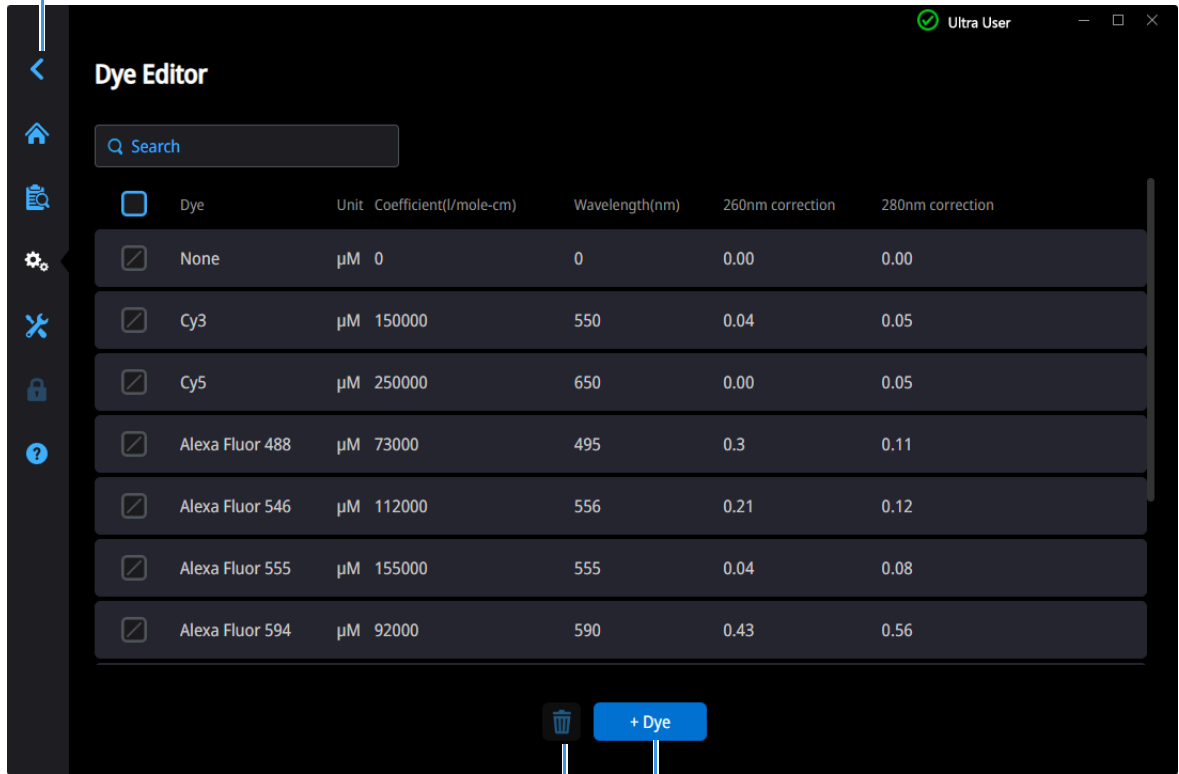 Ultra User
Dye Editor
Search
Dye Unit Coefficient(l/mole-cm) Wavelength(nm) 260nm correction 280nm correction
None µM 0 0 0.00 0.00
Cy3 µM 150000 550 0.04 0.05
Cy5 µM 250000 650 0.00 0.05
Alexa Fluor 488 µM 73000 495 0.3 0.11
Alexa Fluor 546 µM 112000 556 0.21 0.12
Alexa Fluor 555 µM 155000 555 0.04 0.08
Alexa Fluor 594 µM 92000 590 0.43 0.56
+ Dye